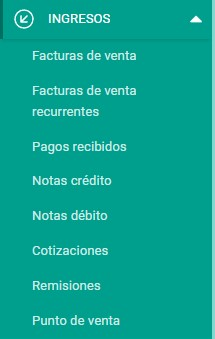 INGRESOS
Facturas de venta
Facturas de venta
recurrentes
Pagos recibidos
Notas crédito
Notas débito
Cotizaciones
Remisiones
Punto de venta